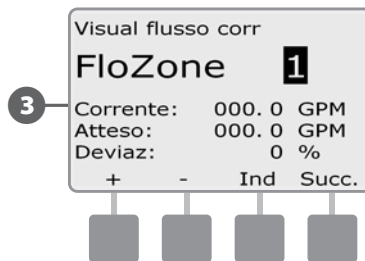 Visual flusso corr
FloZone 1
3
Corrente: 000. 0 GPM
Atteso: 000. 0 GPM
Deviaz: 0 %
+ - Ind Succ.